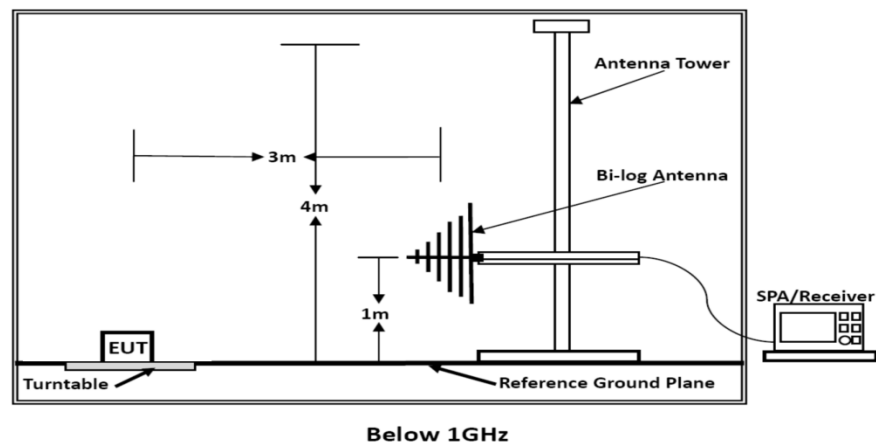 Antenna Tower
3m
Bi-log Antenna
4m
1m
SPA/Receiver
EUT
Turntable
Reference Ground Plane
Below 1GHz